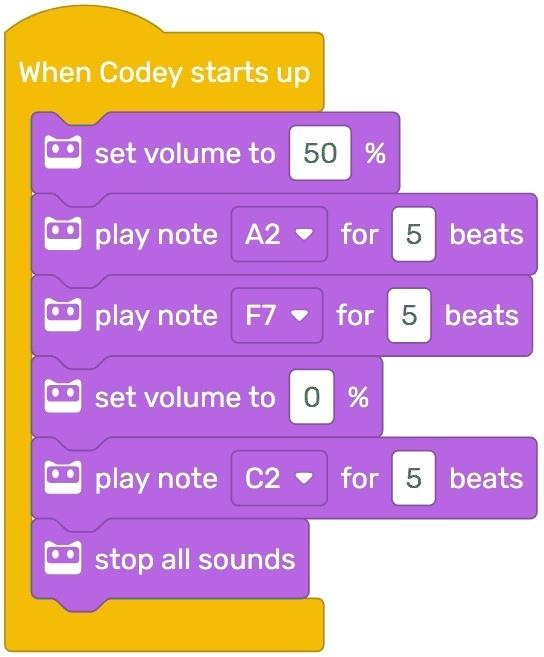 When Codey starts up
set volume to 50 %
play note A2 for 5 beats
play note F7 for 5 beats
set volume to 0 %
play note C2 for 5 beats
stop all sounds